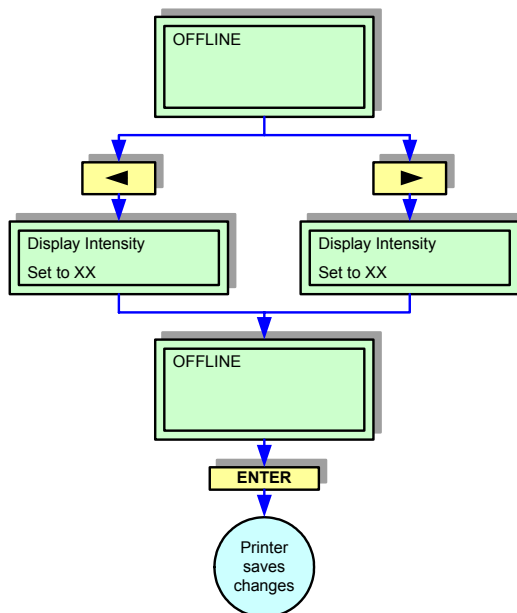 OFFLINE
Display Intensity
Set to XX
Display Intensity
Set to XX
OFFLINE
ENTER
Printer
saves
changes